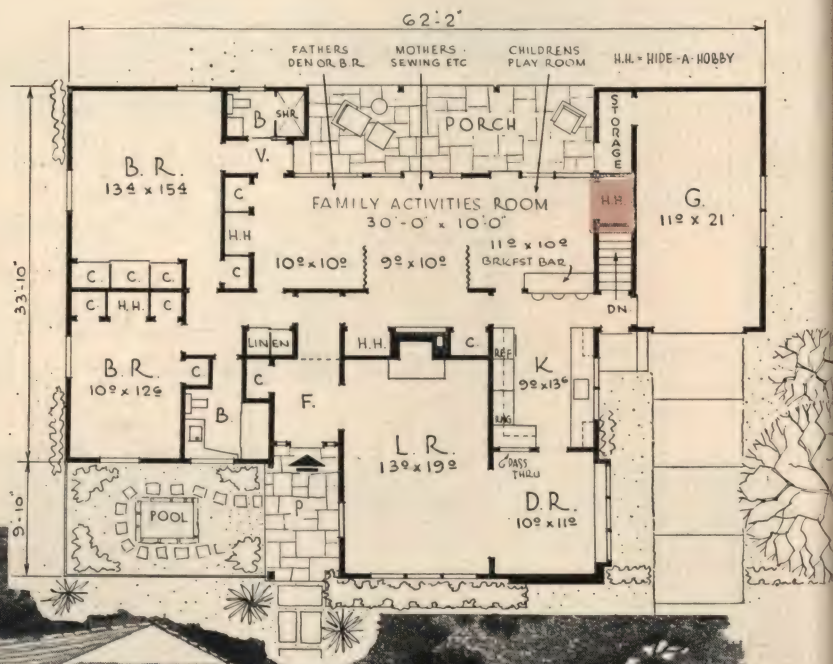 62'-2"
FATHERS
DEN OR B.R.
MOTHERS
SEWING ETC
CHILDRENS
PLAY ROOM
H.H. = HIDE-A-HOBBY
B
SHR
PORCH
STORAGE
V.
B. R.
13⁴ x 15⁴
C
H.H
C
FAMILY ACTIVITIES ROOM
30'-0" x 10'-0"
10⁰ x 10⁰
9⁰ x 10⁰
11⁰ x 10⁰
BRKFST BAR
H.H.
G.
11⁰ x 21
33'-10"
C.
C.
C.
C.
H.H.
C.
DN.
B. R.
10⁰ x 12⁶
C
B.
LINEN
C
F.
H.H.
C.
REF
RNG
K
9⁰ x 13⁶
L. R.
13⁰ x 19⁰
PASS
THRU
D. R.
10⁰ x 11⁰
9'-10"
POOL
P.